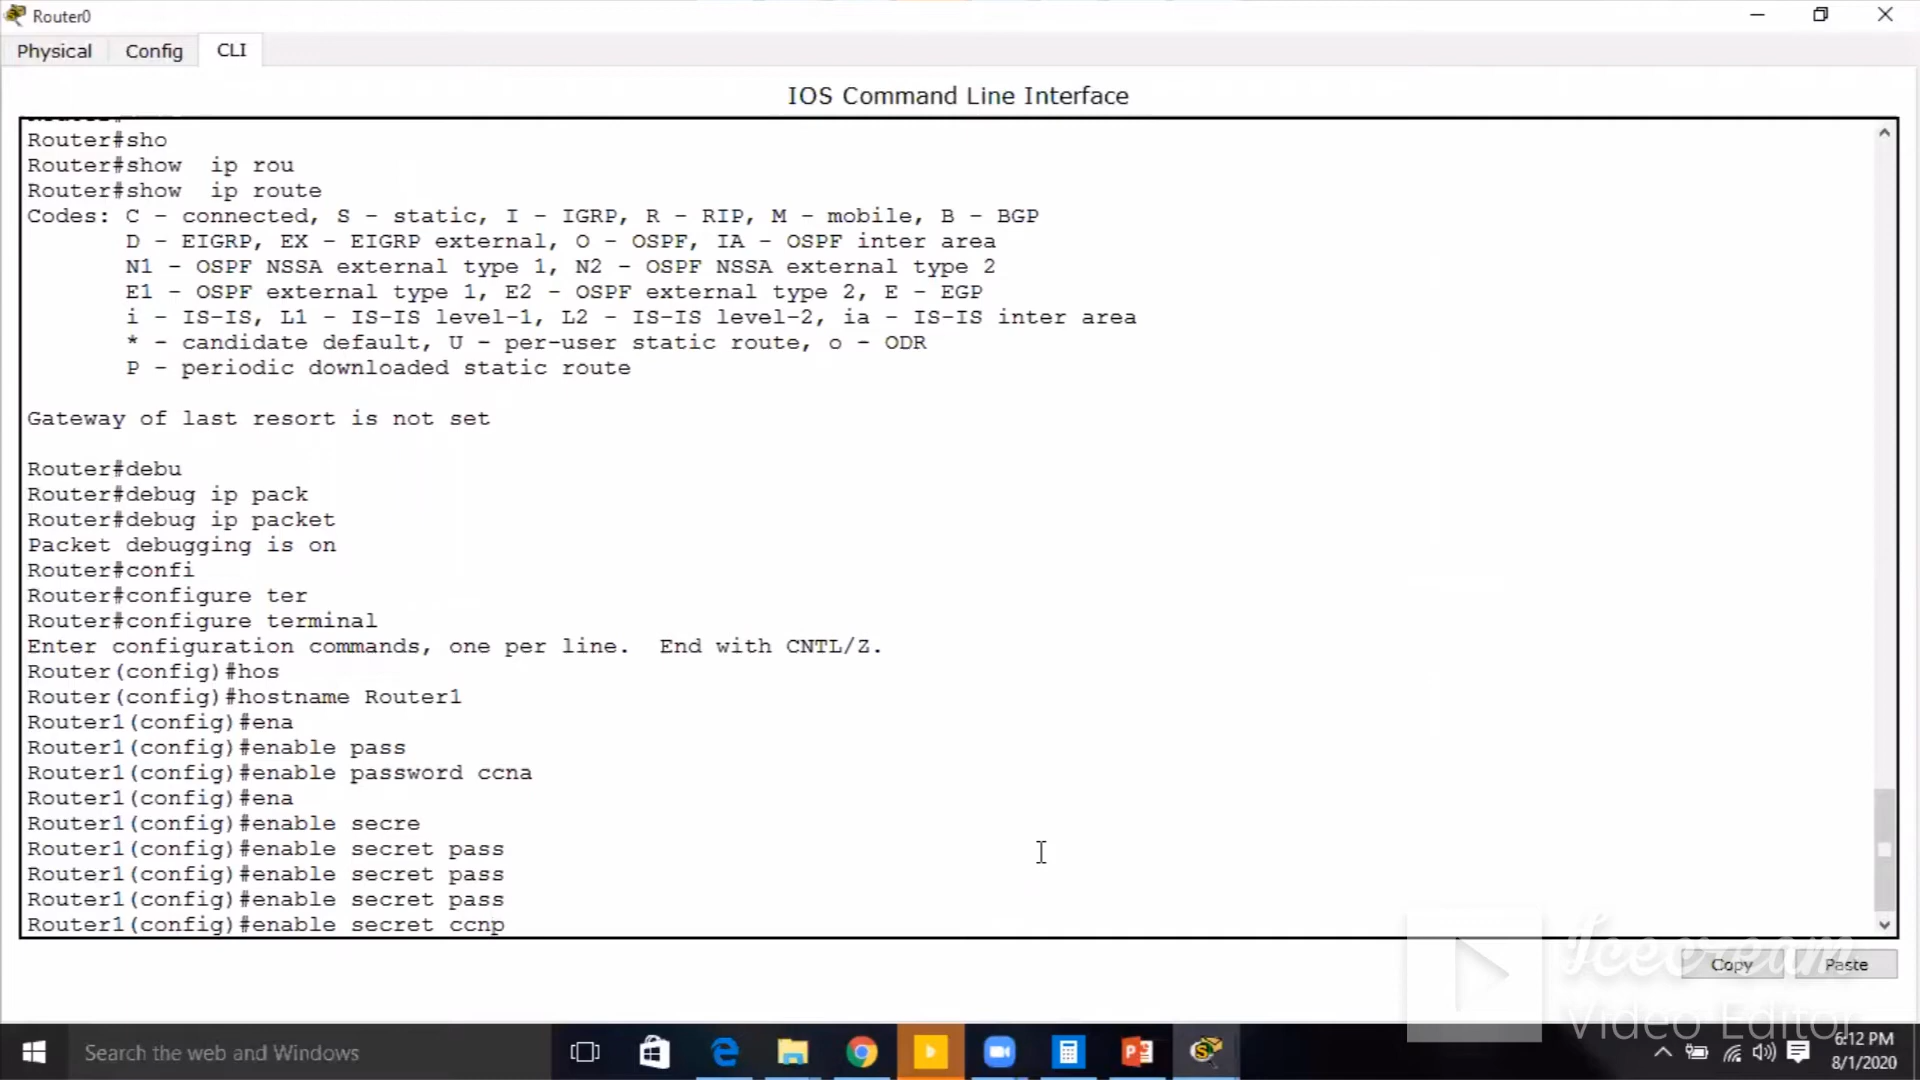 Router0
Physical Config CLI
IOS Command Line Interface
Router#sho
Router#show  ip rou
Router#show  ip route
Codes: C - connected, S - static, I - IGRP, R - RIP, M - mobile, B - BGP
       D - EIGRP, EX - EIGRP external, O - OSPF, IA - OSPF inter area
       N1 - OSPF NSSA external type 1, N2 - OSPF NSSA external type 2
       E1 - OSPF external type 1, E2 - OSPF external type 2, E - EGP
       i - IS-IS, L1 - IS-IS level-1, L2 - IS-IS level-2, ia - IS-IS inter area
       * - candidate default, U - per-user static route, o - ODR
       P - periodic downloaded static route
Gateway of last resort is not set
Router#debu
Router#debug ip pack
Router#debug ip packet
Packet debugging is on
Router#confi
Router#configure ter
Router#configure terminal
Enter configuration commands, one per line.  End with CNTL/Z.
Router(config)#hos
Router(config)#hostname Router1
Router1(config)#ena
Router1(config)#enable pass
Router1(config)#enable password ccna
Router1(config)#ena
Router1(config)#enable secre
Router1(config)#enable secret pass
Router1(config)#enable secret pass
Router1(config)#enable secret pass
Router1(config)#enable secret ccnp
Copy Paste
Icecream
Video Editor
Search the web and Windows
6:12 PM
8/1/2020